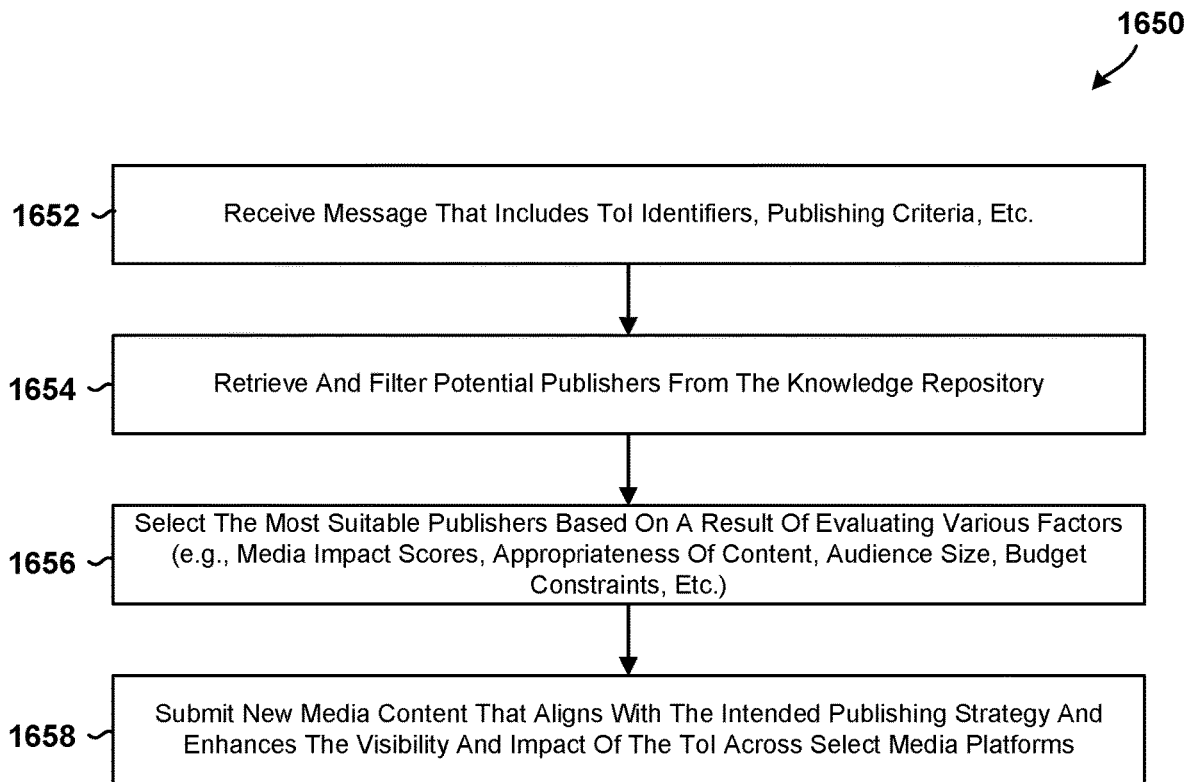 1650
1652
Receive Message That Includes ToI Identifiers, Publishing Criteria, Etc.
1654
Retrieve And Filter Potential Publishers From The Knowledge Repository
1656
Select The Most Suitable Publishers Based On A Result Of Evaluating Various Factors
(e.g., Media Impact Scores, Appropriateness Of Content, Audience Size, Budget
Constraints, Etc.)
1658
Submit New Media Content That Aligns With The Intended Publishing Strategy And
Enhances The Visibility And Impact Of The ToI Across Select Media Platforms